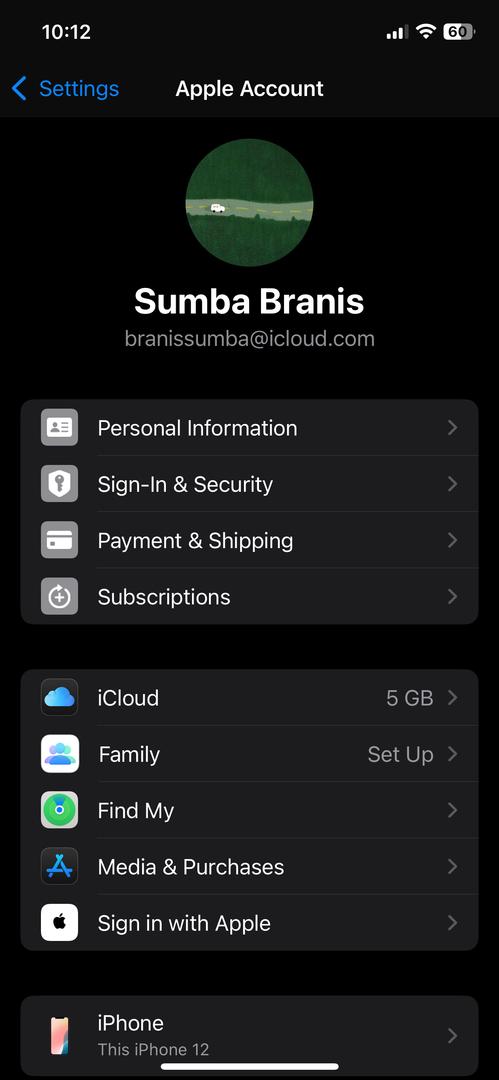 10:12
60
Settings
Apple Account
Sumba Branis
branissumba@icloud.com
Personal Information
Sign-In & Security
Payment & Shipping
Subscriptions
iCloud 5 GB
Family Set Up
Find My
Media & Purchases
Sign in with Apple
iPhone
This iPhone 12